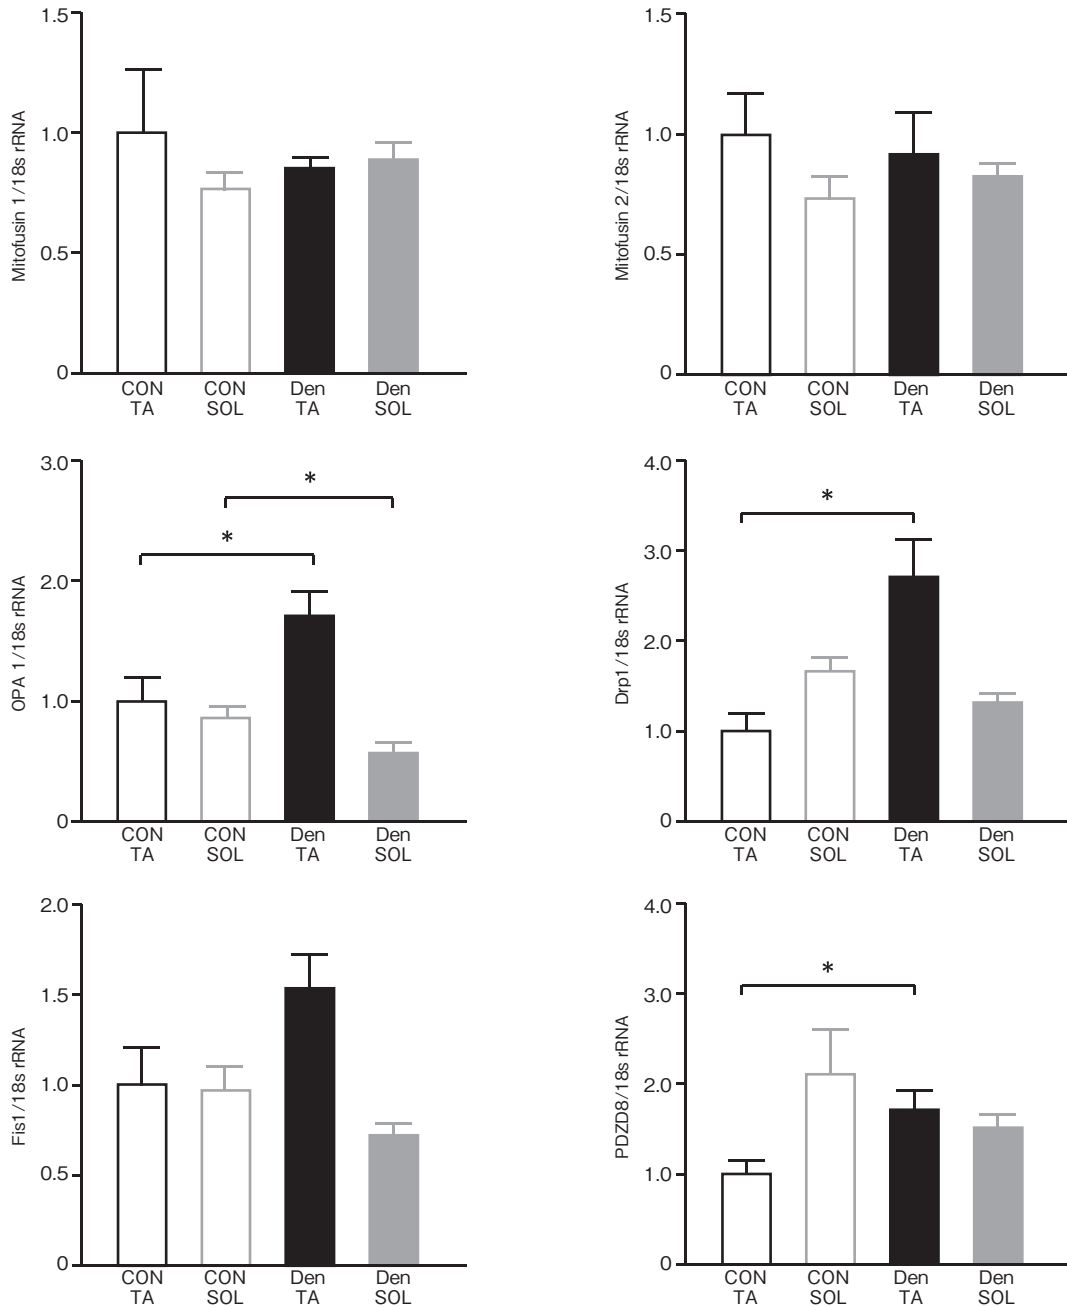 Mitofusin 1/18s rRNA
1.5
1.0
0.5
0
CON
TA
CON
SOL
Den
TA
Den
SOL
Mitofusin 2/18s rRNA
1.5
1.0
0.5
0
CON
TA
CON
SOL
Den
TA
Den
SOL
OPA 1/18s rRNA
3.0
2.0
1.0
0
*
*
CON
TA
CON
SOL
Den
TA
Den
SOL
Drp1/18s rRNA
4.0
3.0
2.0
1.0
0
*
CON
TA
CON
SOL
Den
TA
Den
SOL
Fis1/18s rRNA
2.0
1.5
1.0
0.5
0
CON
TA
CON
SOL
Den
TA
Den
SOL
PDZD8/18s rRNA
4.0
3.0
2.0
1.0
0
*
CON
TA
CON
SOL
Den
TA
Den
SOL